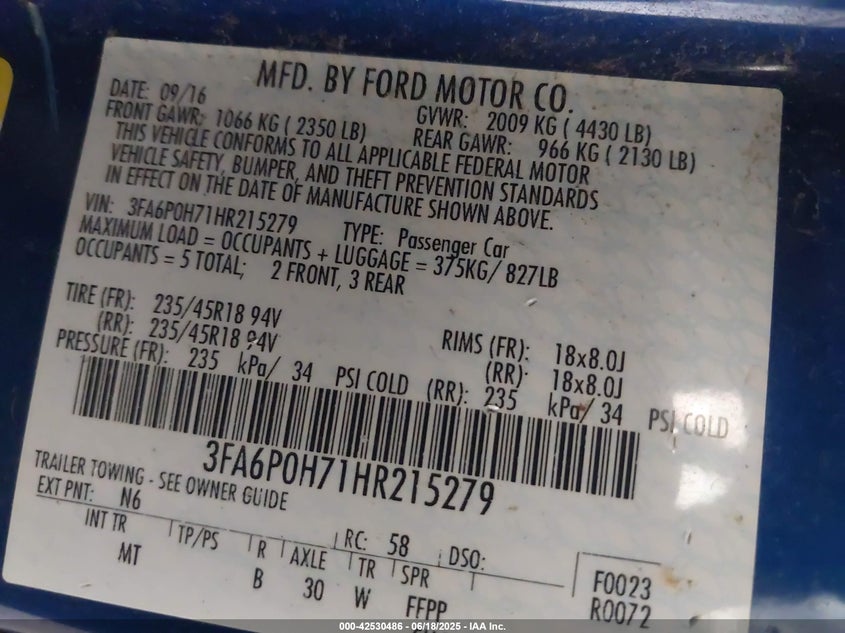 MFD. BY FORD MOTOR CO.
DATE: 09/16 GVWR: 2009 KG ( 4430 LB)
FRONT GAWR: 1066 KG ( 2350 LB) REAR GAWR: 966 KG ( 2130 LB)
THIS VEHICLE CONFORMS TO ALL APPLICABLE FEDERAL MOTOR
VEHICLE SAFETY, BUMPER, AND THEFT PREVENTION STANDARDS
IN EFFECT ON THE DATE OF MANUFACTURE SHOWN ABOVE.
VIN: 3FA6P0H71HR215279 TYPE: Passenger Car
MAXIMUM LOAD = OCCUPANTS + LUGGAGE = 375KG/ 827LB
OCCUPANTS = 5 TOTAL; 2 FRONT, 3 REAR
TIRE (FR): 235/45R18 94V RIMS (FR): 18x8.0J
(RR): 235/45R18 94V (RR): 18x8.0J
PRESSURE (FR): 235 kPa/ 34 PSI COLD (RR): 235 kPa/ 34 PSI COLD
3FA6P0H71HR215279
TRAILER TOWING - SEE OWNER GUIDE
EXT PNT: N6 RC: 58 DSO:
INT TR TP/PS R AXLE TR SPR F0023
MT B 30 W FFPP R0072
000-42530486 - 06/18/2025 - IAA Inc.